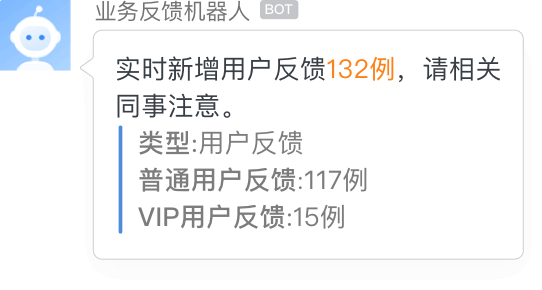 业务反馈机器人 BOT
实时新增用户反馈132例，请相关
同事注意。
类型:用户反馈
普通用户反馈:117例
VIP用户反馈:15例